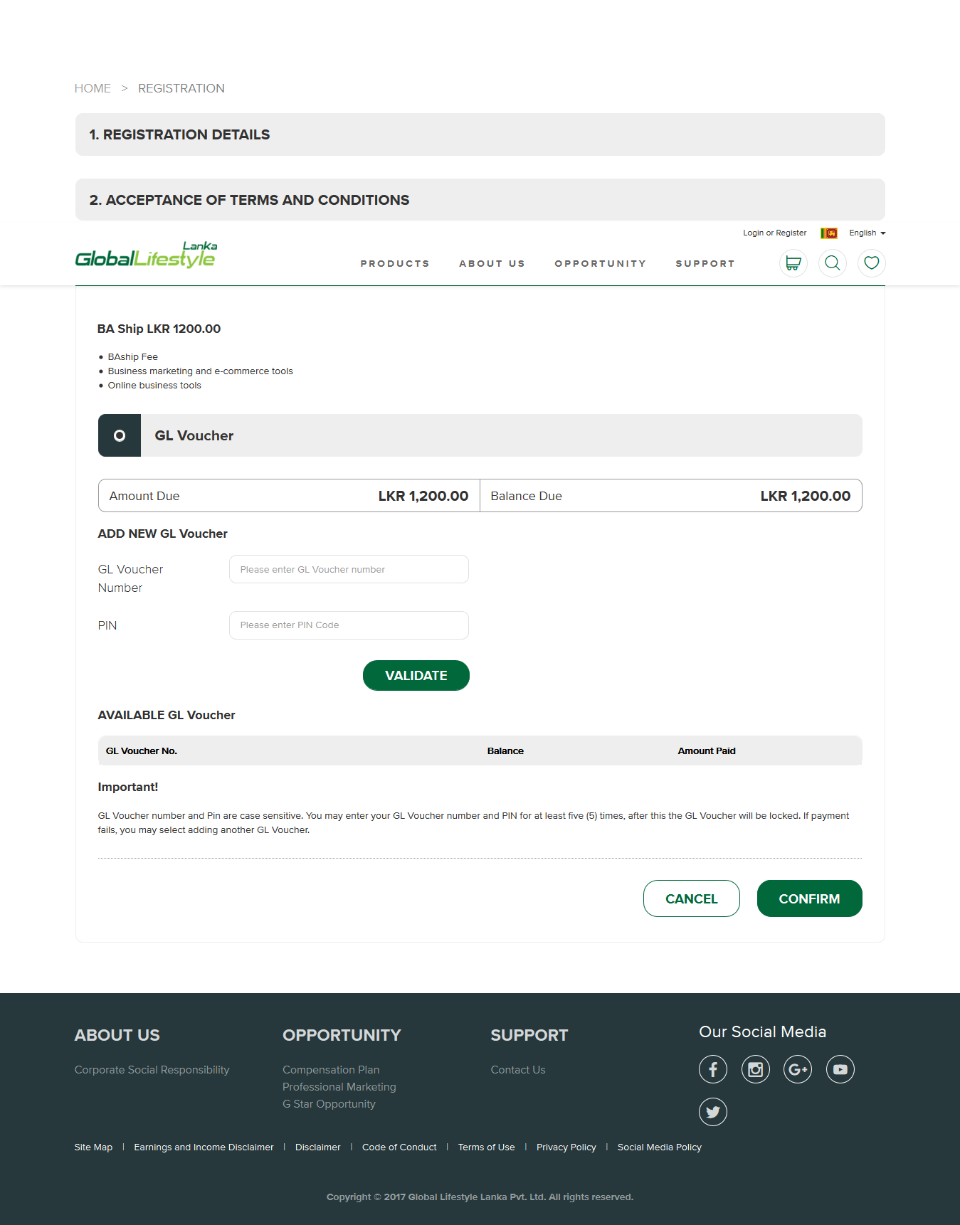 HOME > REGISTRATION
1. REGISTRATION DETAILS
2. ACCEPTANCE OF TERMS AND CONDITIONS
Login or Register English
Lanka
GlobalLifestyle
PRODUCTS ABOUT US OPPORTUNITY SUPPORT
BA Ship LKR 1200.00
• BAship Fee
• Business marketing and e-commerce tools
• Online business tools
GL Voucher
Amount Due LKR 1,200.00 Balance Due LKR 1,200.00
ADD NEW GL Voucher
GL Voucher
Number
Please enter GL Voucher number
PIN Please enter PIN Code
VALIDATE
AVAILABLE GL Voucher
GL Voucher No. Balance Amount Paid
Important!
GL Voucher number and Pin are case sensitive. You may enter your GL Voucher number and PIN for at least five (5) times, after this the GL Voucher will be locked. If payment
fails, you may select adding another GL Voucher.
CANCEL CONFIRM
ABOUT US OPPORTUNITY SUPPORT Our Social Media
Corporate Social Responsibility Compensation Plan Contact Us
Professional Marketing
G Star Opportunity
Site Map | Earnings and Income Disclaimer | Disclaimer | Code of Conduct | Terms of Use | Privacy Policy | Social Media Policy
Copyright © 2017 Global Lifestyle Lanka Pvt. Ltd. All rights reserved.